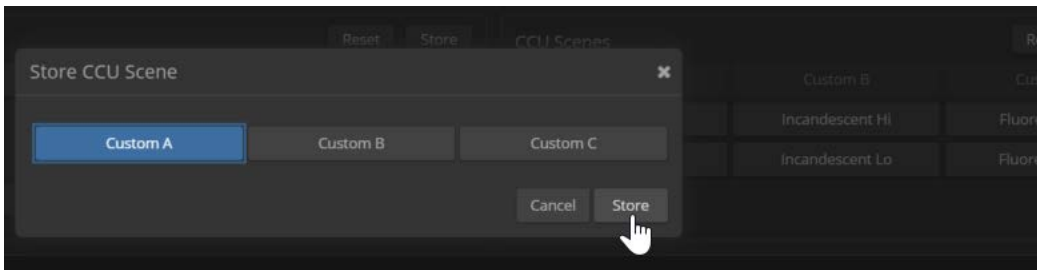 Reset Store CCU Scenes
Store CCU Scene ×
Custom B
Custom A Custom B Custom C
Incandescent Hi
Incandescent Lo
Cancel Store